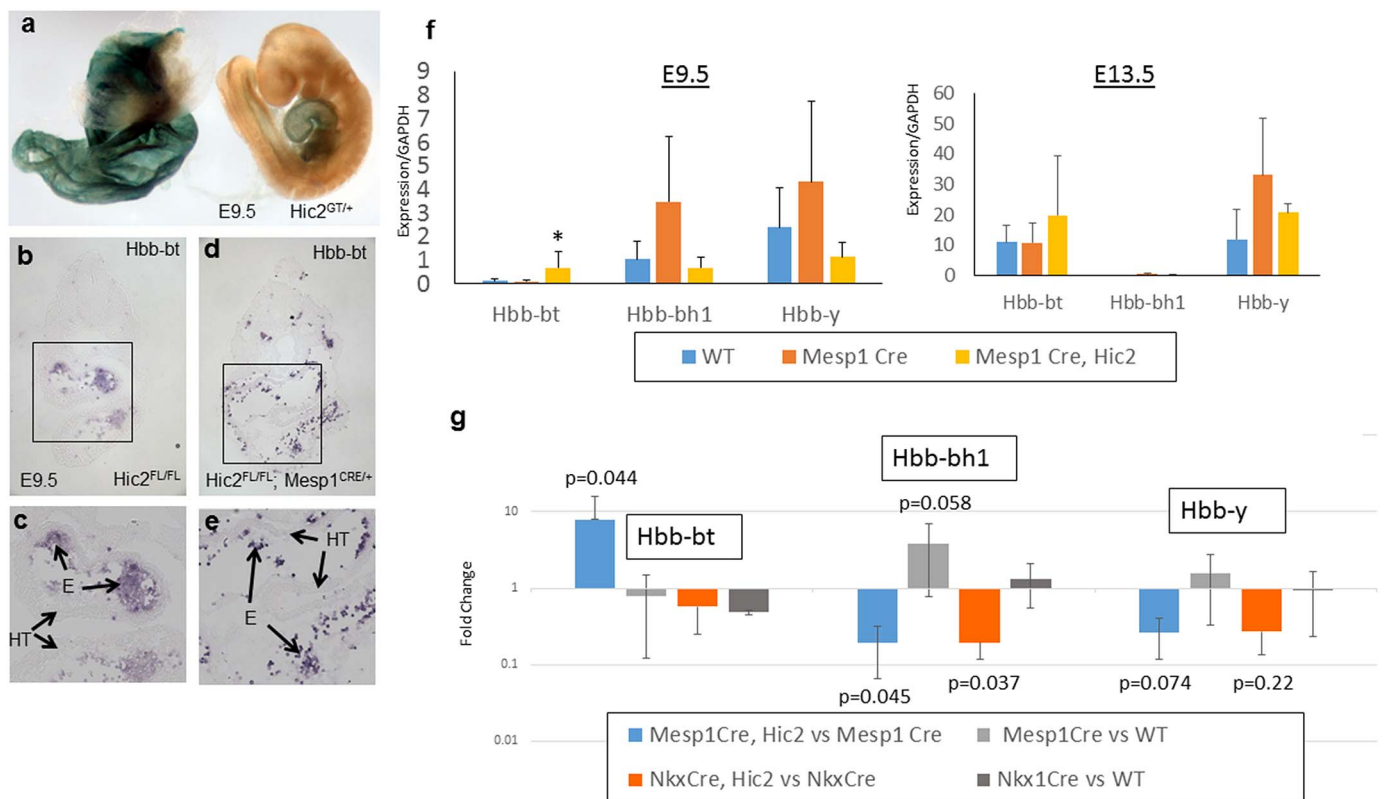 a
E9.5 Hic2GT/+
b Hbb-bt
E9.5 Hic2FL/FL
d Hbb-bt
Hic2FL/FL; Mesp1CRE/+
c
E
HT
e
HT
E
f
E9.5
Expression/GAPDH
9
8
7
6
5
4
3
2
1
0
*
Hbb-bt Hbb-bh1 Hbb-y
E13.5
Expression/GAPDH
60
50
40
30
20
10
0
Hbb-bt Hbb-bh1 Hbb-y
WT Mesp1 Cre Mesp1 Cre, Hic2
g
Hbb-bh1
p=0.044
p=0.058
Hbb-y
Hbb-bt
Fold Change
10
1
0.1
0.01
p=0.045
p=0.037
p=0.074
p=0.22
Mesp1Cre, Hic2 vs Mesp1 Cre Mesp1Cre vs WT
NkxCre, Hic2 vs NkxCre Nkx1Cre vs WT